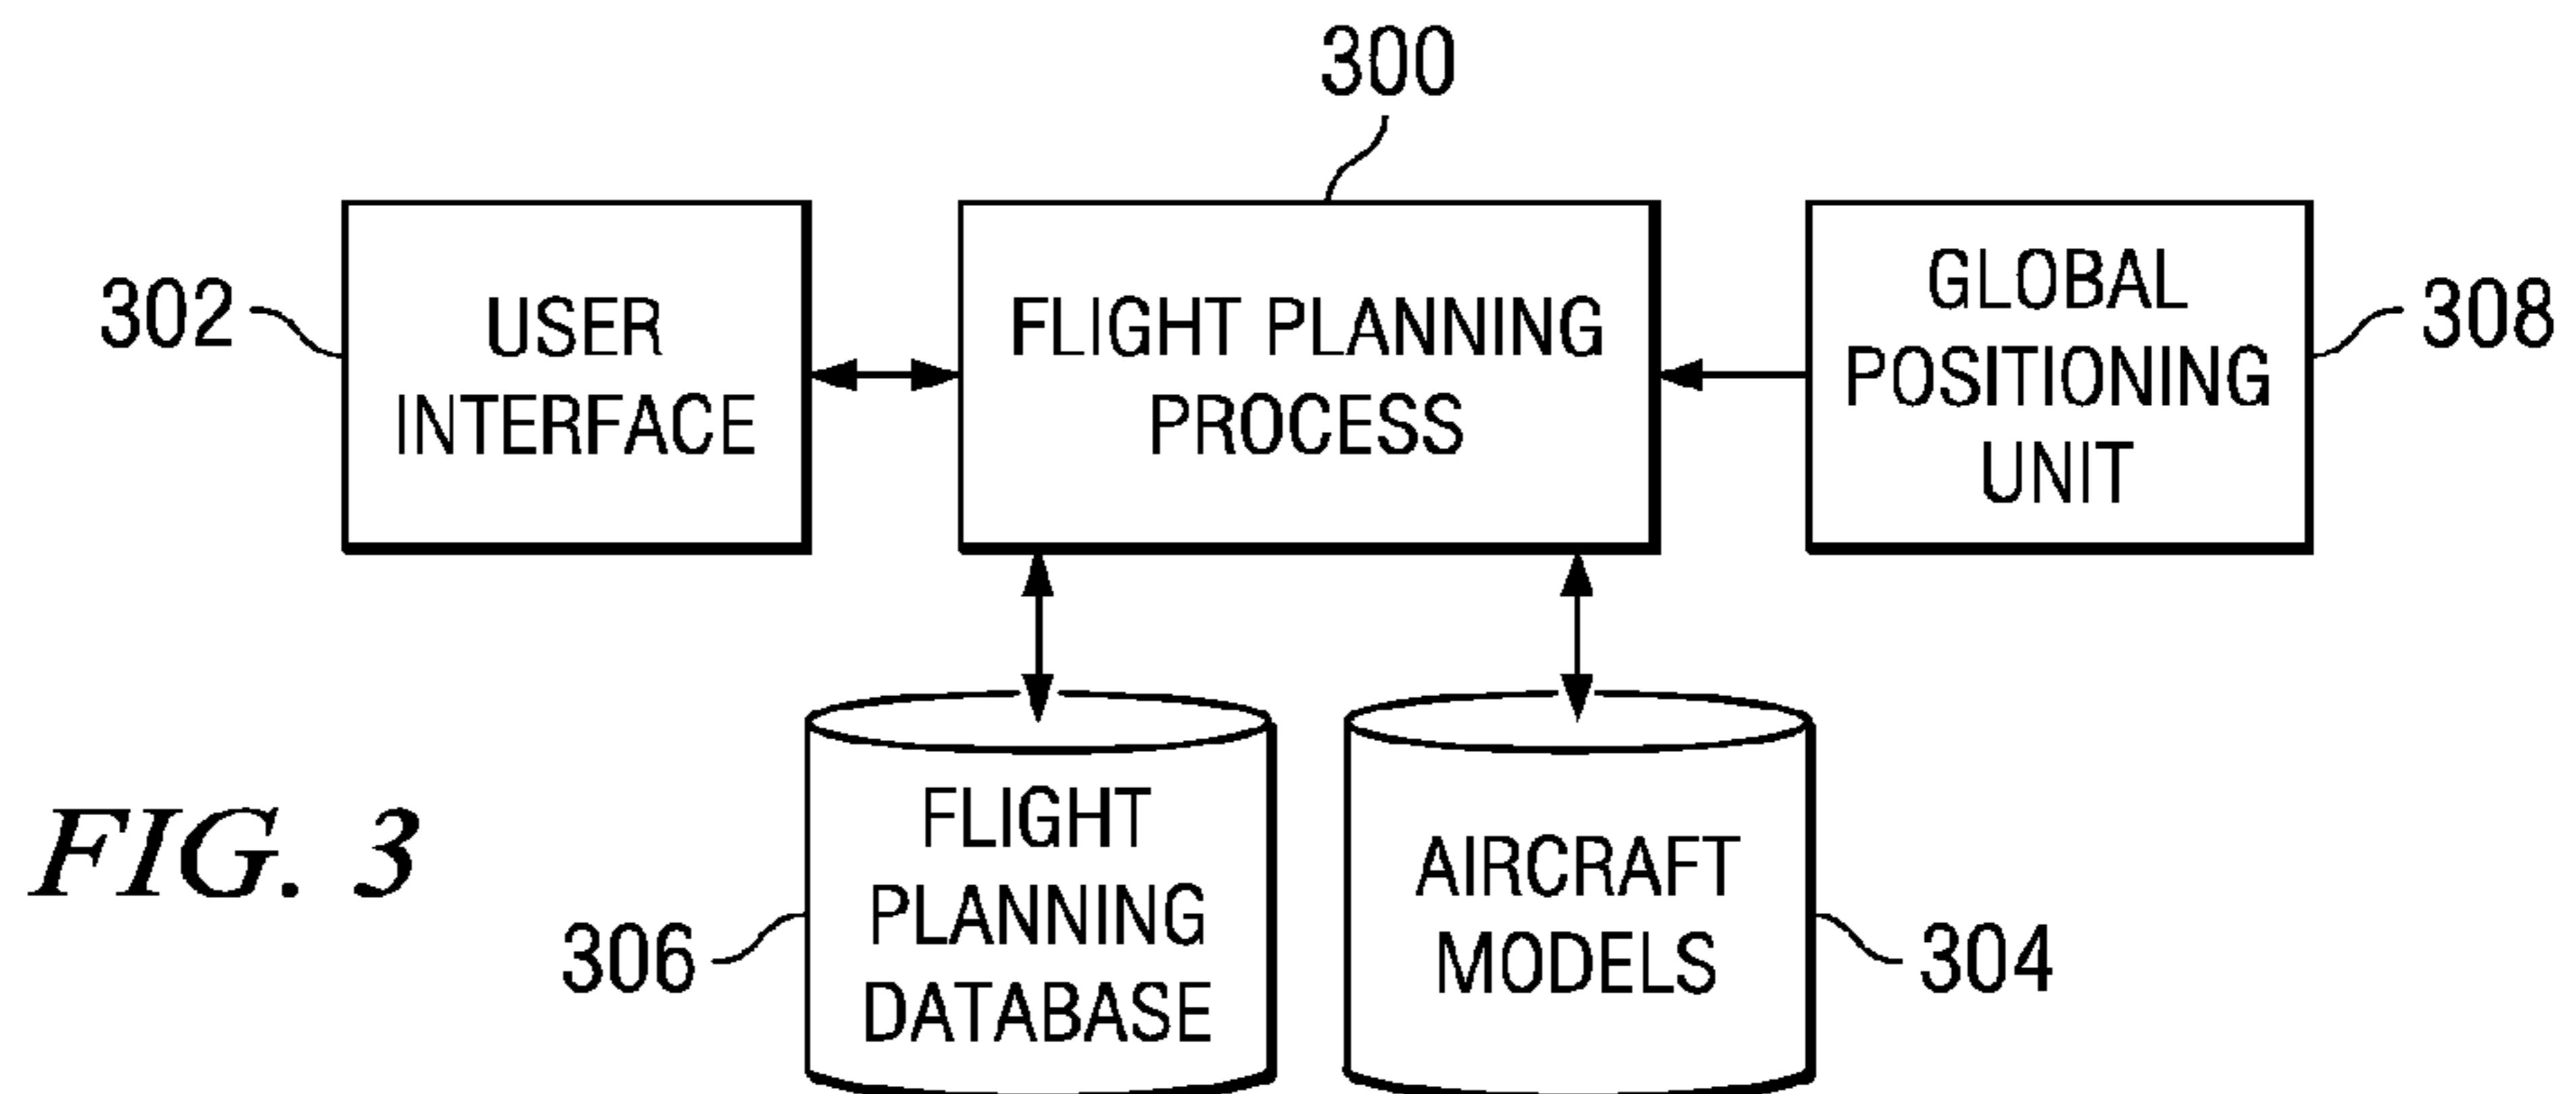 300
302
USER
INTERFACE
FLIGHT PLANNING
PROCESS
GLOBAL
POSITIONING
UNIT
308
FIG. 3
306
FLIGHT
PLANNING
DATABASE
AIRCRAFT
MODELS
304